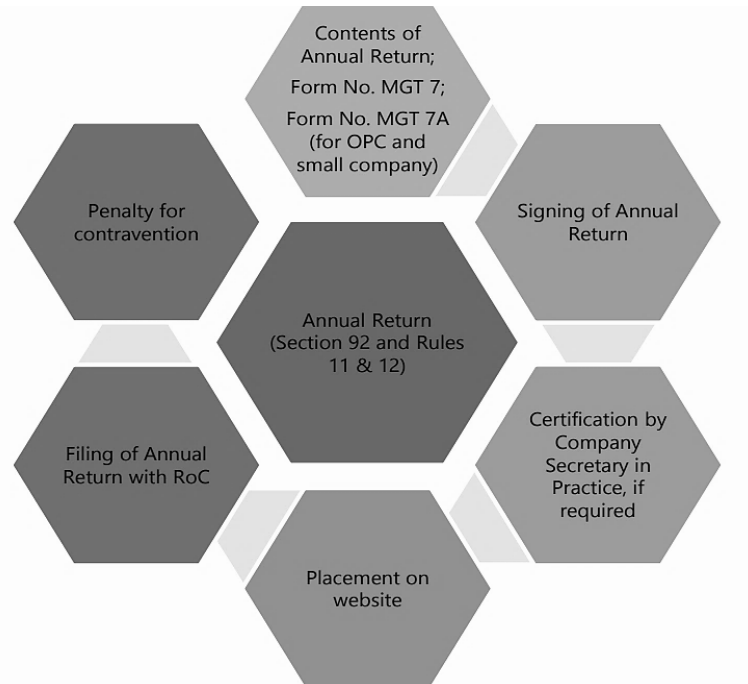 Contents of
Annual Return;
Form No. MGT 7;
Form No. MGT 7A
(for OPC and
small company)
Signing of Annual
Return
Certification by
Company
Secretary in
Practice, if
required
Placement on
website
Filing of Annual
Return with RoC
Penalty for
contravention
Annual Return
(Section 92 and Rules
11 & 12)